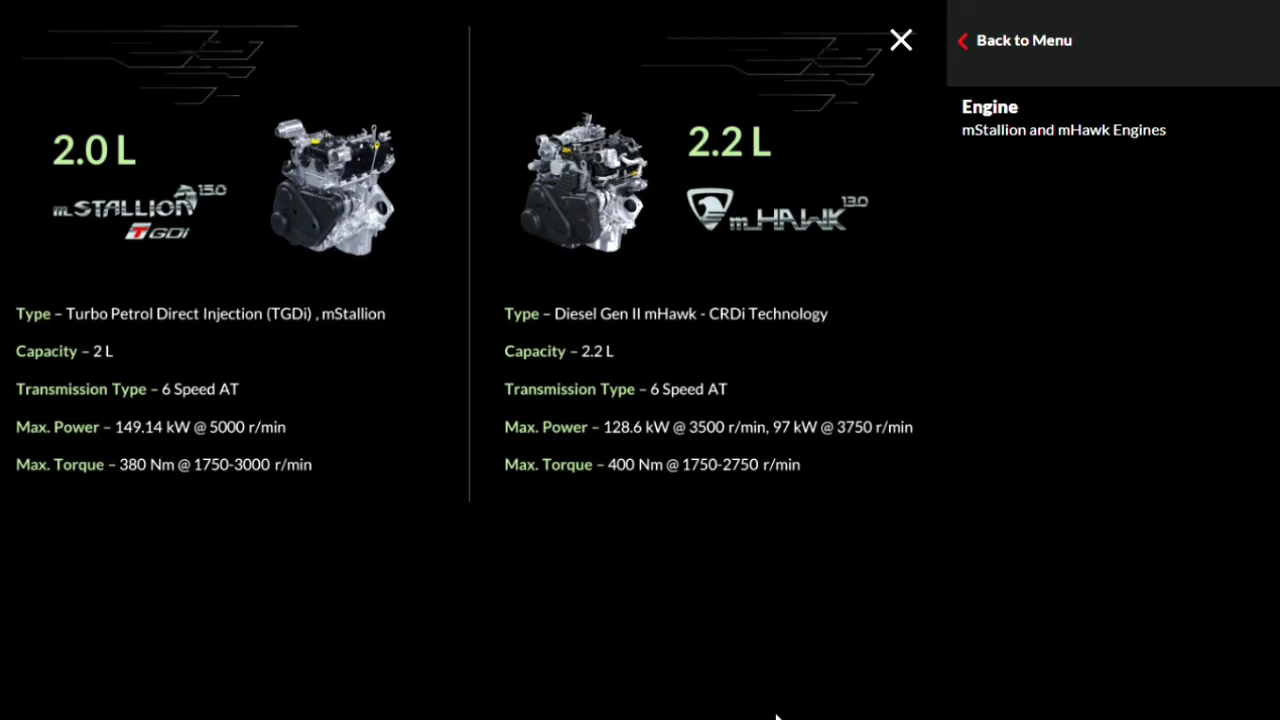 2.0 L
mSTALLION 150
TGDi
Type – Turbo Petrol Direct Injection (TGDi) , mStallion
Capacity – 2 L
Transmission Type – 6 Speed AT
Max. Power – 149.14 kW @ 5000 r/min
Max. Torque – 380 Nm @ 1750-3000 r/min
2.2 L
mHAWK 130
Type – Diesel Gen II mHawk - CRDi Technology
Capacity – 2.2 L
Transmission Type – 6 Speed AT
Max. Power – 128.6 kW @ 3500 r/min, 97 kW @ 3750 r/min
Max. Torque – 400 Nm @ 1750-2750 r/min
Back to Menu
Engine
mStallion and mHawk Engines